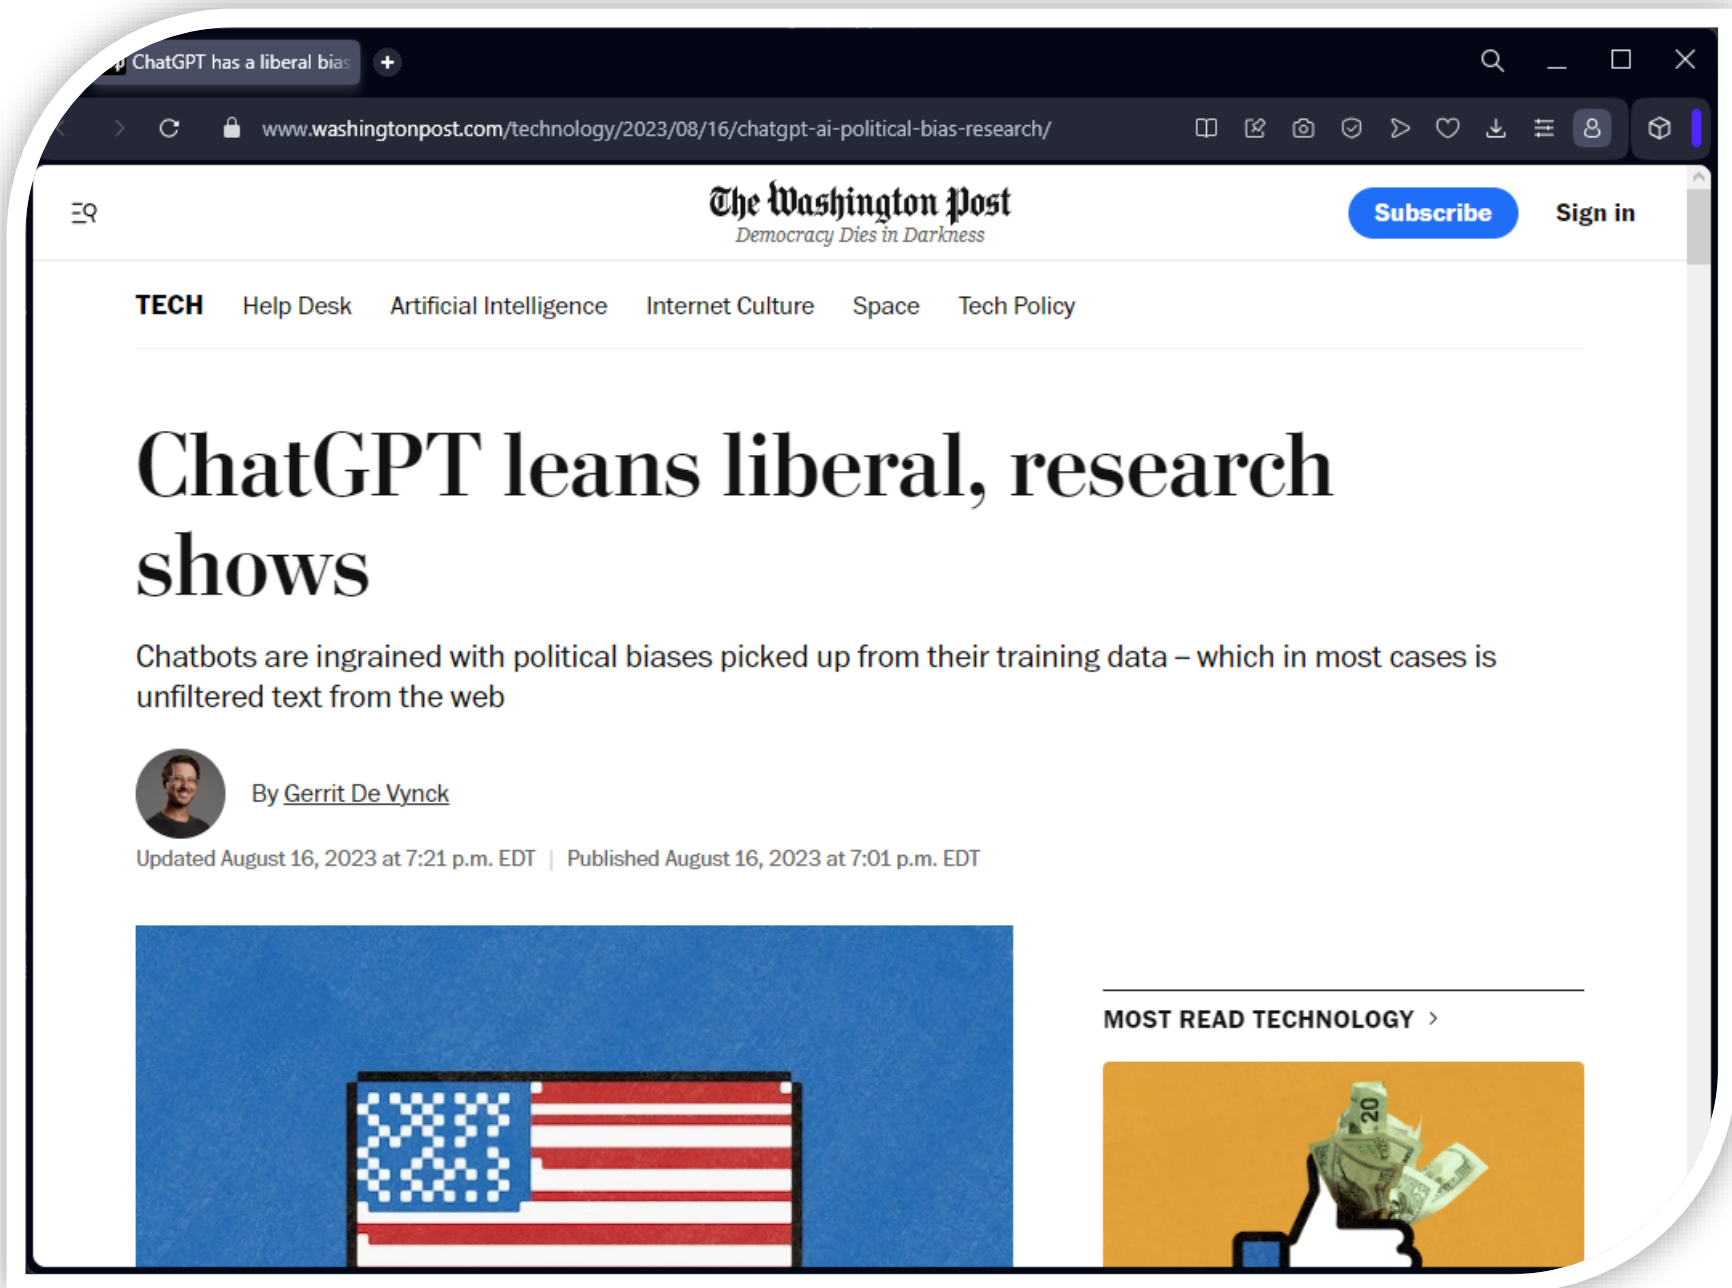 ChatGPT has a liberal bias
www.washingtonpost.com/technology/2023/08/16/chatgpt-ai-political-bias-research/
The Washington Post
Democracy Dies in Darkness
Subscribe
Sign in
TECH Help Desk Artificial Intelligence Internet Culture Space Tech Policy
ChatGPT leans liberal, research
shows
Chatbots are ingrained with political biases picked up from their training data – which in most cases is
unfiltered text from the web
By Gerrit De Vynck
Updated August 16, 2023 at 7:21 p.m. EDT | Published August 16, 2023 at 7:01 p.m. EDT
MOST READ TECHNOLOGY >
20